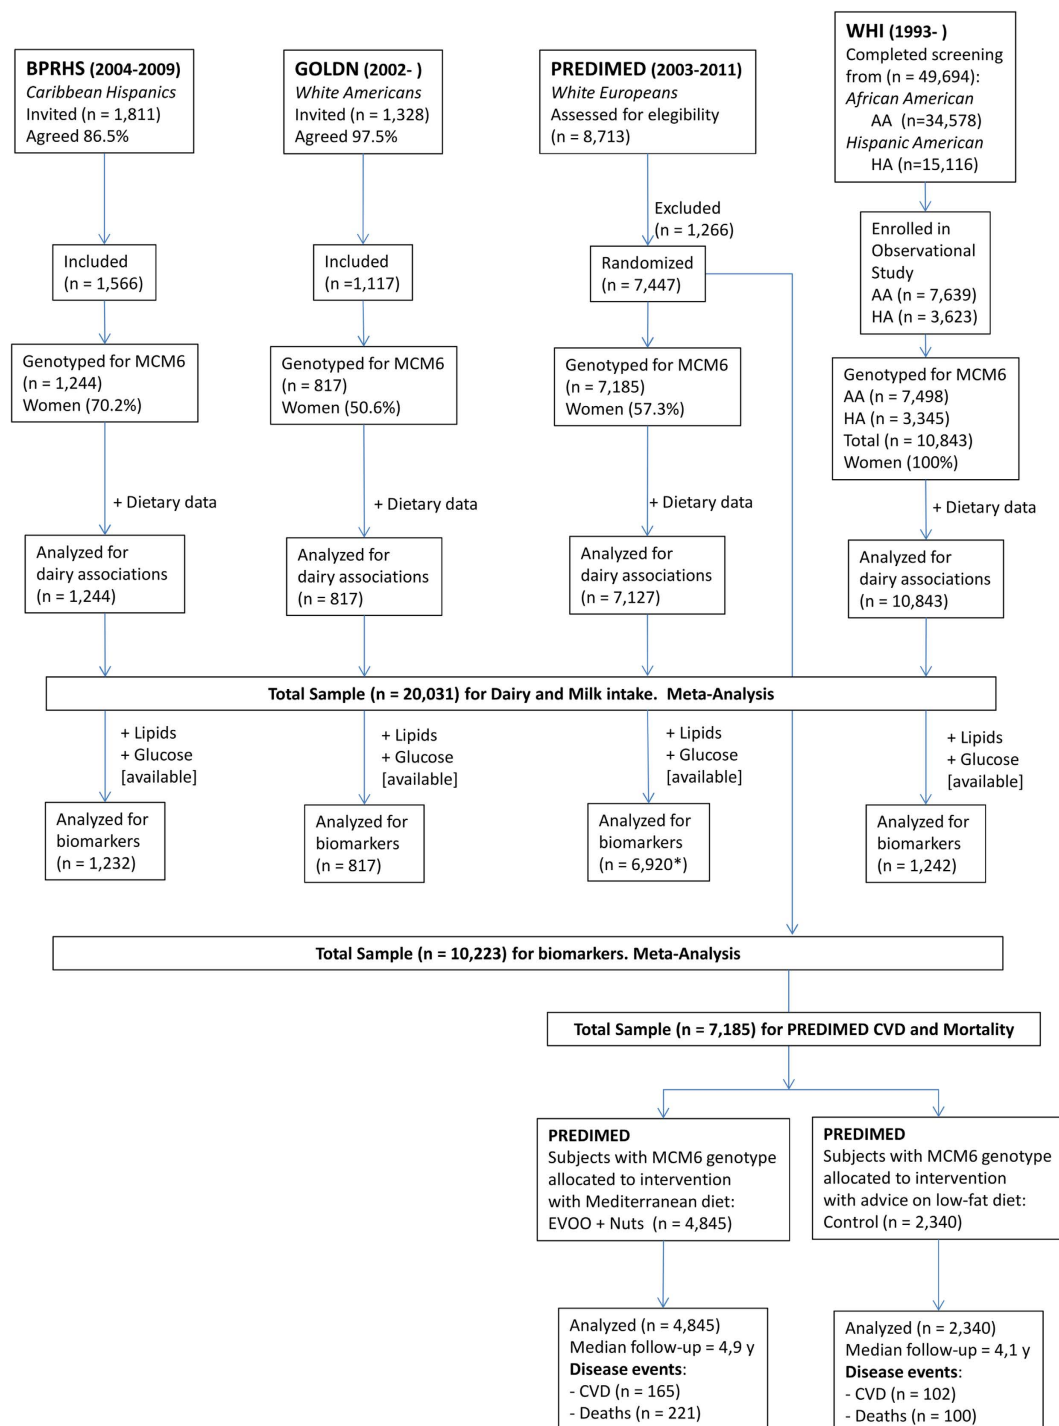 BPRHS (2004-2009)
Caribbean Hispanics
Invited (n = 1,811)
Agreed 86.5%
GOLDN (2002- )
White Americans
Invited (n = 1,328)
Agreed 97.5%
PREDIMED (2003-2011)
White Europeans
Assessed for elegibility
(n = 8,713)
WHI (1993- )
Completed screening
from (n = 49,694):
African American
AA (n=34,578)
Hispanic American
HA (n=15,116)
Excluded
(n = 1,266)
Included
(n = 1,566)
Included
(n =1,117)
Randomized
(n = 7,447)
Enrolled in
Observational
Study
AA (n = 7,639)
HA (n = 3,623)
Genotyped for MCM6
(n = 1,244)
Women (70.2%)
Genotyped for MCM6
(n = 817)
Women (50.6%)
Genotyped for MCM6
(n = 7,185)
Women (57.3%)
Genotyped for MCM6
AA (n = 7,498)
HA (n = 3,345)
Total (n = 10,843)
Women (100%)
+ Dietary data
+ Dietary data
+ Dietary data
+ Dietary data
Analyzed for
dairy associations
(n = 1,244)
Analyzed for
dairy associations
(n = 817)
Analyzed for
dairy associations
(n = 7,127)
Analyzed for
dairy associations
(n = 10,843)
Total Sample (n = 20,031) for Dairy and Milk intake. Meta-Analysis
+ Lipids
+ Glucose
[available]
+ Lipids
+ Glucose
[available]
+ Lipids
+ Glucose
[available]
+ Lipids
+ Glucose
[available]
Analyzed for
biomarkers
(n = 1,232)
Analyzed for
biomarkers
(n = 817)
Analyzed for
biomarkers
(n = 6,920*)
Analyzed for
biomarkers
(n = 1,242)
Total Sample (n = 10,223) for biomarkers. Meta-Analysis
Total Sample (n = 7,185) for PREDIMED CVD and Mortality
PREDIMED
Subjects with MCM6 genotype
allocated to intervention
with Mediterranean diet:
EVOO + Nuts (n = 4,845)
PREDIMED
Subjects with MCM6 genotype
allocated to intervention
with advice on low-fat diet:
Control (n = 2,340)
Analyzed (n = 4,845)
Median follow-up = 4,9 y
Disease events:
- CVD (n = 165)
- Deaths (n = 221)
Analyzed (n = 2,340)
Median follow-up = 4,1 y
Disease events:
- CVD (n = 102)
- Deaths (n = 100)